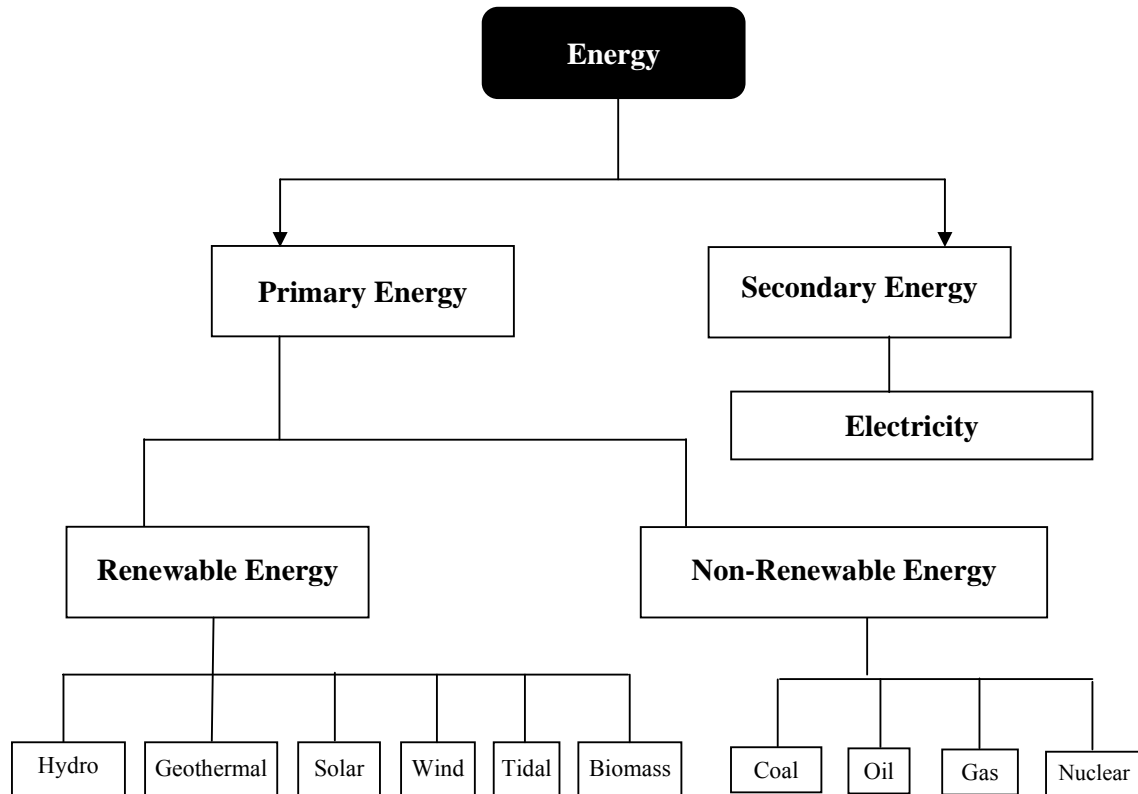 Energy
Primary Energy
Secondary Energy
Electricity
Renewable Energy
Non-Renewable Energy
Hydro
Geothermal
Solar
Wind
Tidal
Biomass
Coal
Oil
Gas
Nuclear